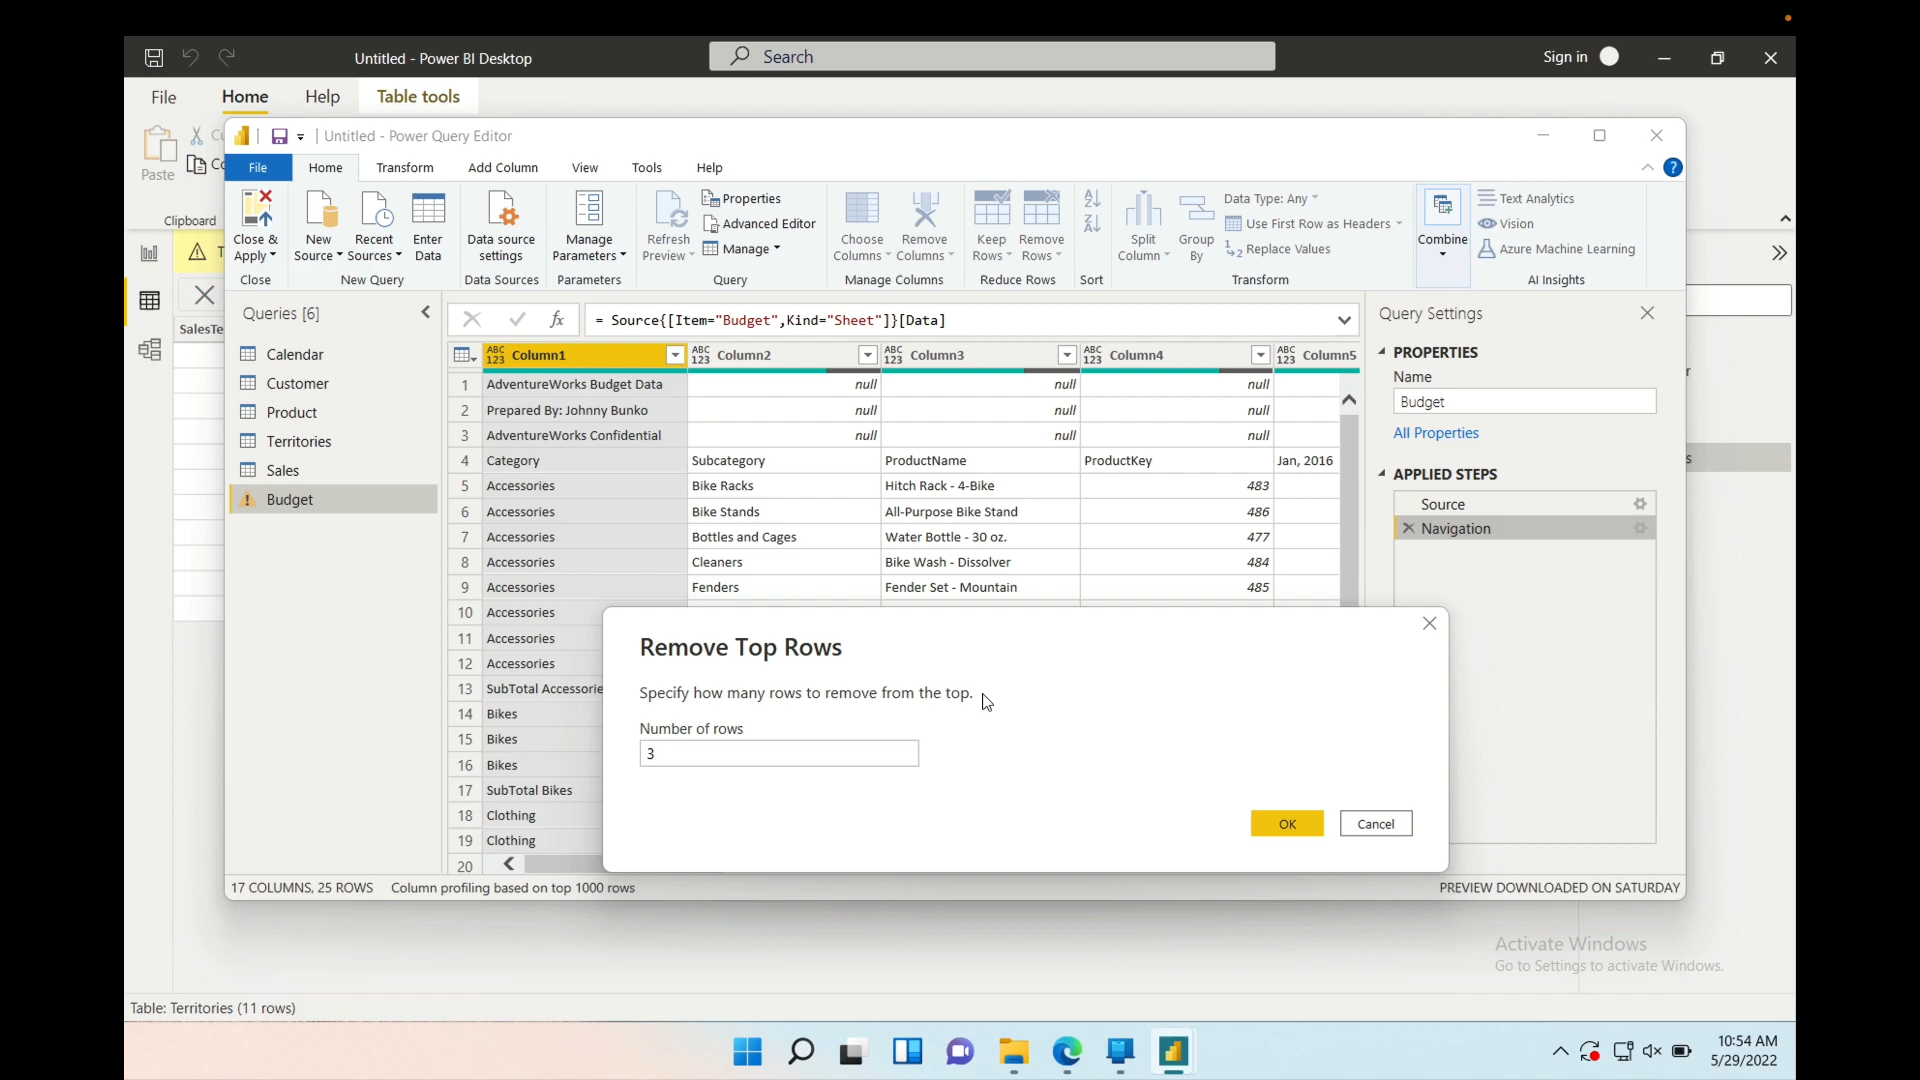 Untitled - Power BI Desktop
Search
Sign in
File
Home
Help
Table tools
Paste
Clipboard
Untitled - Power Query Editor
File
Home
Transform
Add Column
View
Tools
Help
Close & Apply
Close
New Source
Recent Sources
Enter Data
New Query
Data source settings
Data Sources
Manage Parameters
Parameters
Refresh Preview
Properties
Advanced Editor
Manage
Query
Choose Columns
Remove Columns
Manage Columns
Keep Rows
Remove Rows
Reduce Rows
Sort
Split Column
Group By
Data Type: Any
Use First Row as Headers
Replace Values
Transform
Combine
Text Analytics
Vision
Azure Machine Learning
AI Insights
SalesTe
Queries [6]
Calendar
Customer
Product
Territories
Sales
Budget
fx
= Source{[Item="Budget",Kind="Sheet"]}[Data]
ABC 123 Column1 ABC 123 Column2 ABC 123 Column3 ABC 123 Column4 ABC 123 Column5
1 AdventureWorks Budget Data null null null
2 Prepared By: Johnny Bunko null null null
3 AdventureWorks Confidential null null null
4 Category Subcategory ProductName ProductKey Jan, 2016
5 Accessories Bike Racks Hitch Rack - 4-Bike 483
6 Accessories Bike Stands All-Purpose Bike Stand 486
7 Accessories Bottles and Cages Water Bottle - 30 oz. 477
8 Accessories Cleaners Bike Wash - Dissolver 484
9 Accessories Fenders Fender Set - Mountain 485
10 Accessories
11 Accessories
12 Accessories
13 SubTotal Accessorie
14 Bikes
15 Bikes
16 Bikes
17 SubTotal Bikes
18 Clothing
19 Clothing
20
Remove Top Rows
Specify how many rows to remove from the top.
Number of rows
3
OK
Cancel
Query Settings
PROPERTIES
Name
Budget
All Properties
APPLIED STEPS
Source
Navigation
17 COLUMNS, 25 ROWS
Column profiling based on top 1000 rows
PREVIEW DOWNLOADED ON SATURDAY
Activate Windows
Go to Settings to activate Windows.
Table: Territories (11 rows)
10:54 AM
5/29/2022